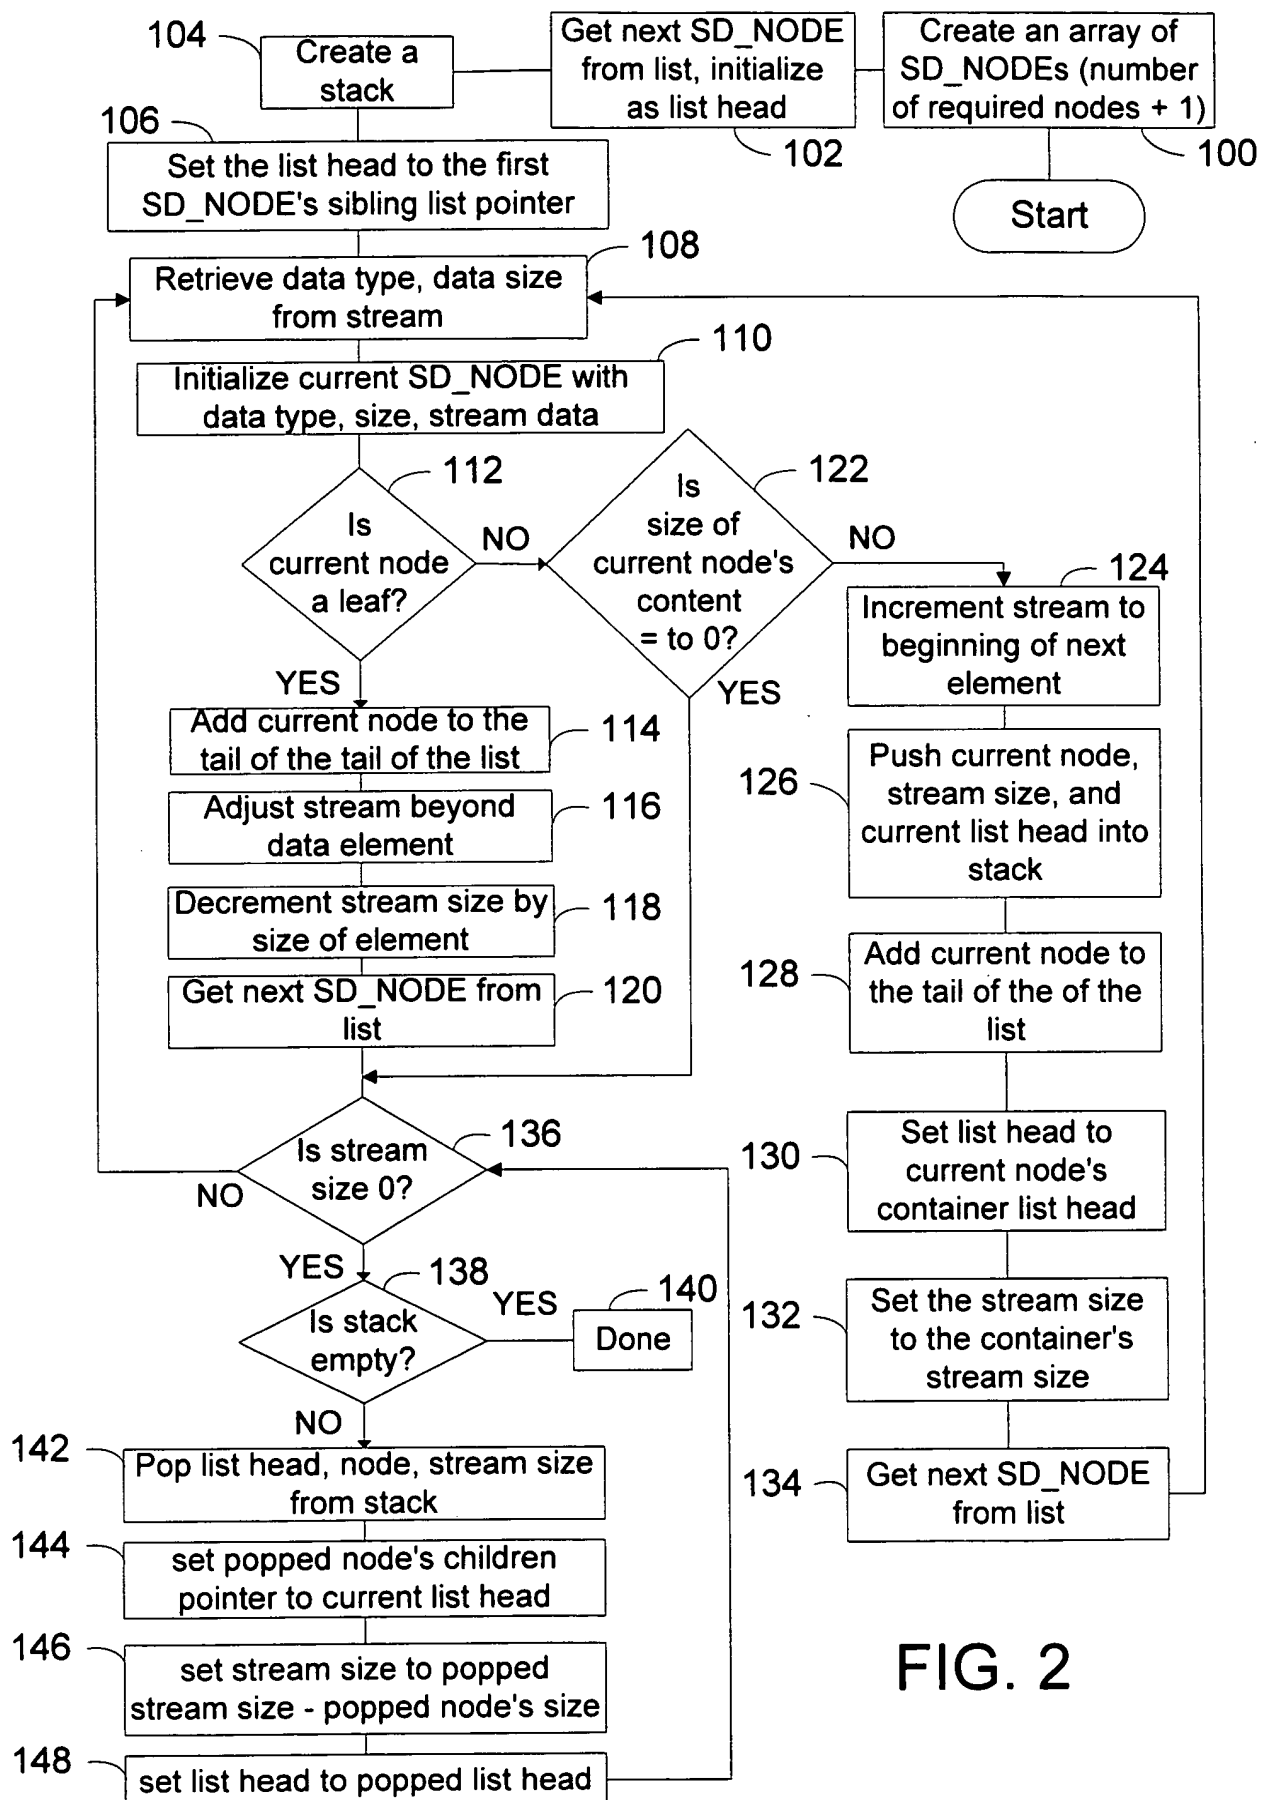 104
Create a
stack
Get next SD_NODE
from list, initialize
as list head
102
Create an array of
SD_NODEs (number
of required nodes + 1)
100
Start
106
Set the list head to the first
SD_NODE's sibling list pointer
108
Retrieve data type, data size
from stream
110
Initialize current SD_NODE with
data type, size, stream data
112
Is
current node
a leaf?
NO
YES
122
Is
size of
current node's
content
= to 0?
NO
YES
124
Increment stream to
beginning of next
element
Add current node to the
tail of the tail of the list
114
126
Push current node,
stream size, and
current list head into
stack
Adjust stream beyond
data element
116
Decrement stream size by
size of element
118
128
Add current node to
the tail of the of the
list
Get next SD_NODE from
list
120
136
Is stream
size 0?
NO
YES
130
Set list head to
current node's
container list head
138
Is stack
empty?
YES
NO
140
Done
132
Set the stream size
to the container's
stream size
142
Pop list head, node, stream size
from stack
134
Get next SD_NODE
from list
144
set popped node's children
pointer to current list head
146
set stream size to popped
stream size - popped node's size
148
set list head to popped list head
FIG. 2